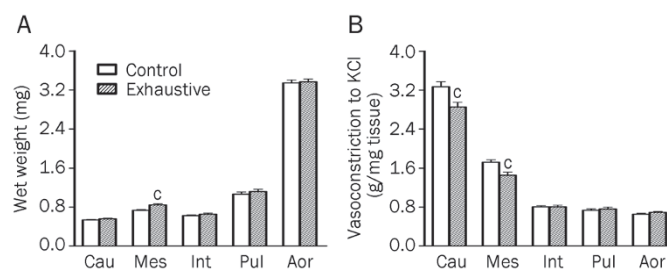 A
Wet weight (mg)
4.0
3.2
2.4
1.6
0.8
0.0
Control
Exhaustive
c
Cau Mes Int Pul Aor
B
Vasoconstriction to KCl
(g/mg tissue)
4.0
3.2
2.4
1.6
0.8
0.0
c
c
Cau Mes Int Pul Aor